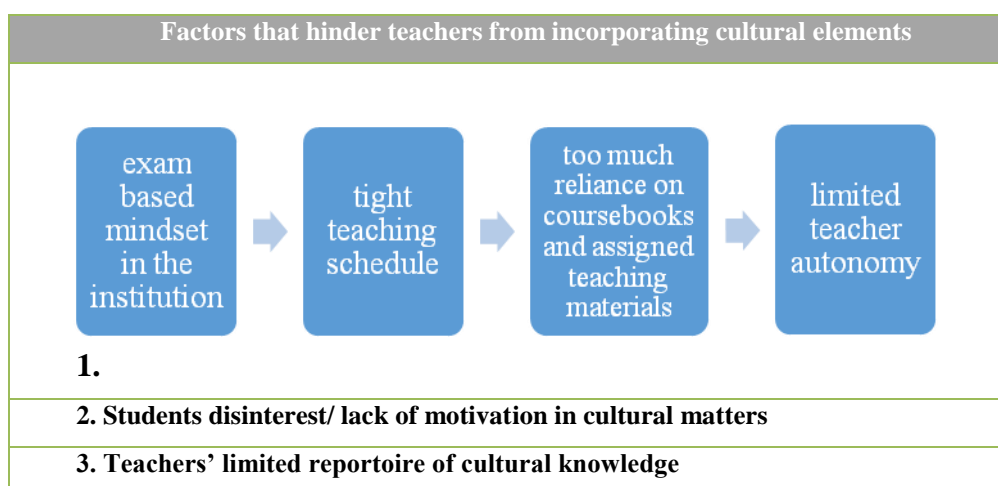 Factors that hinder teachers from incorporating cultural elements
exam
based
mindset
in the
institution
tight
teaching
schedule
too much
reliance on
coursebooks
and assigned
teaching
materials
limited
teacher
autonomy
1.
2. Students disinterest/ lack of motivation in cultural matters
3. Teachers’ limited reportoire of cultural knowledge